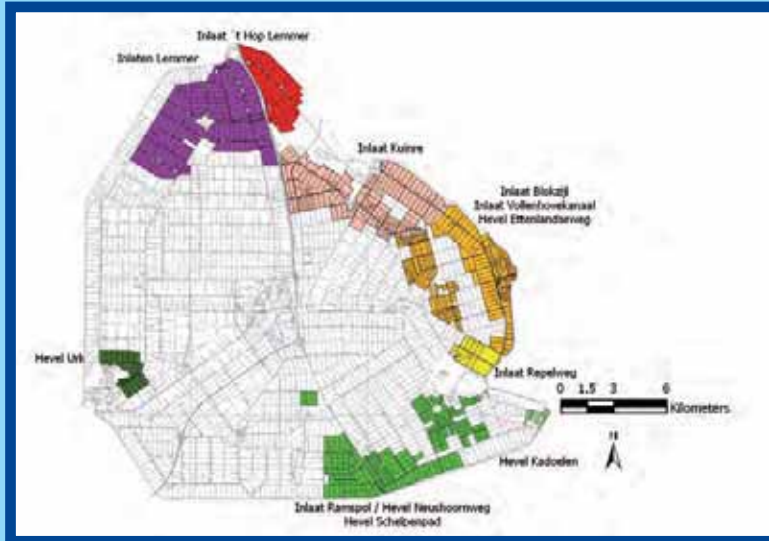 Inlaat 't Hop Lemmer
Inlaten Lemmer
Inlaat Kuinre
Inlaat Blokzijl
Inlaat Vollenhovekanaal
Hevel Ettenlandseweg
Hevel Urk
Inlaat Repelweg
0 1.5 3 6
Kilometers
N
Hevel Kadoelen
Inlaat Ramspol / Hevel Neushoornweg
Hevel Schelpenpad